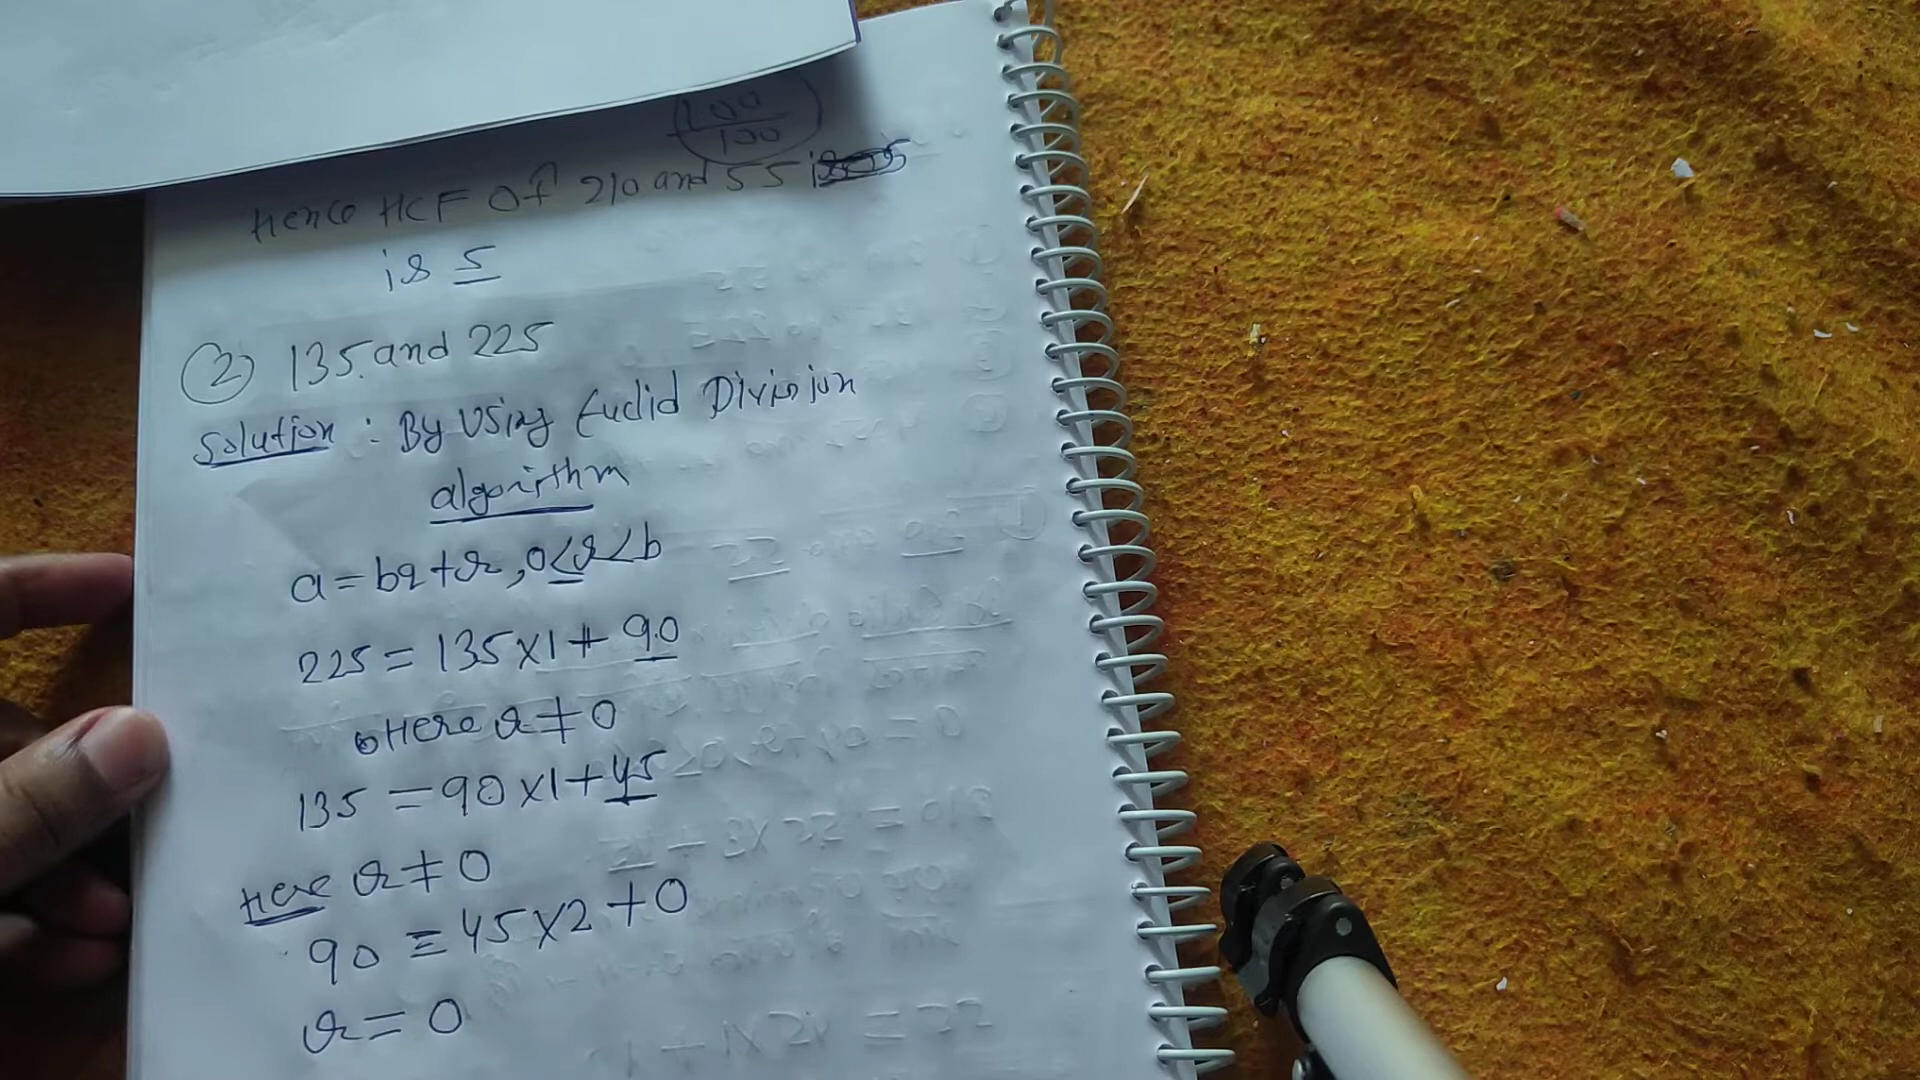 100
100
Hence HCF Of 210 and 55
is 5
(2) 135 and 225
Solution : By Using Euclid Division
algorithm
a = bq + r, 0 ≤ r < b
225 = 135 x 1 + 90
Here r ≠ 0
135 = 90 x 1 + 45
Here r ≠ 0
90 = 45 x 2 + 0
r = 0